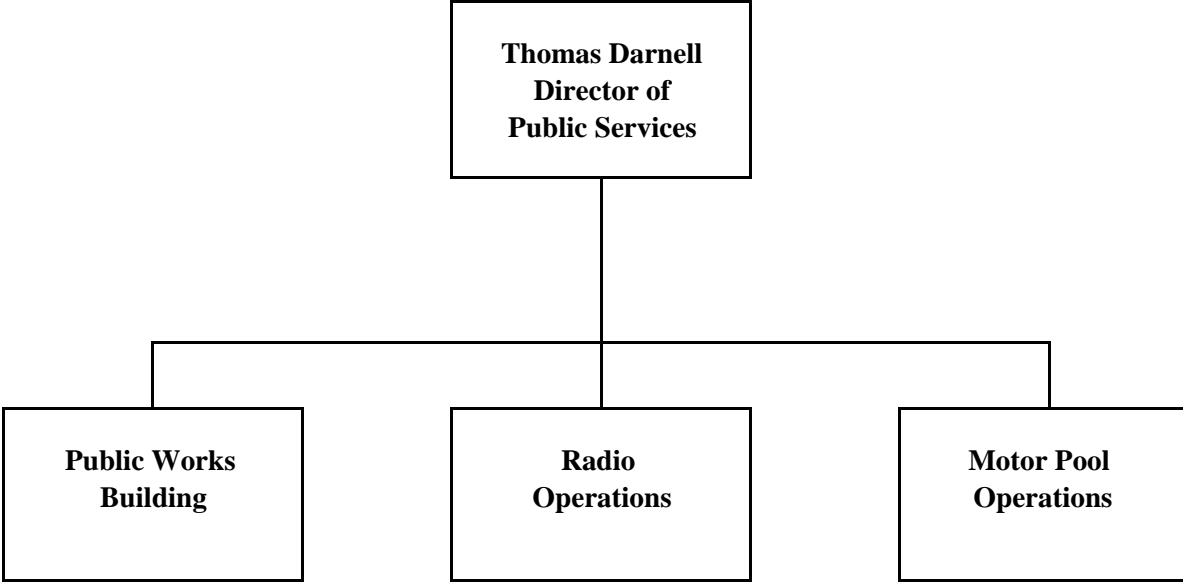 Thomas Darnell
Director of
Public Services
Public Works
Building
Radio
Operations
Motor Pool
Operations